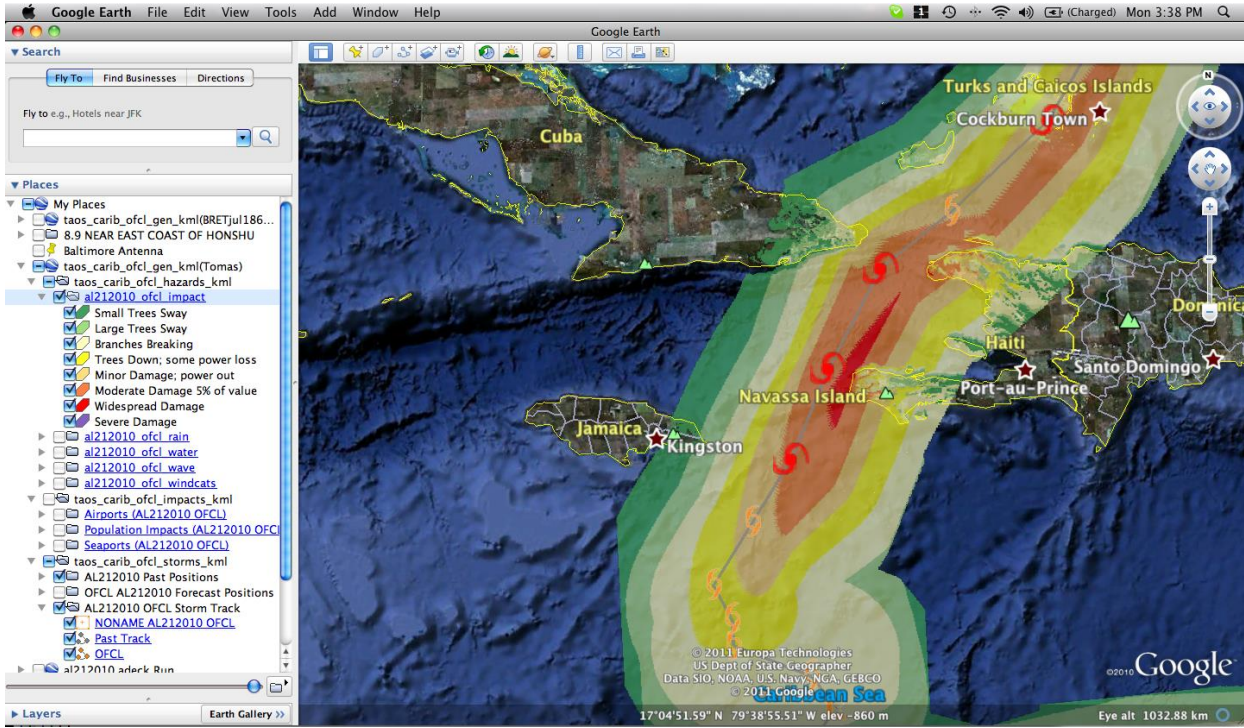 Google Earth File Edit View Tools Add Window Help
1 (Charged) Mon 3:38 PM
Google Earth
Search
Fly To Find Businesses Directions
Fly to e.g., Hotels near JFK
Places
My Places
taos_carib_ofcl_gen_kml(BRETjul186...
8.9 NEAR EAST COAST OF HONSHU
Baltimore Antenna
taos_carib_ofcl_gen_kml(Tomas)
taos_carib_ofcl_hazards_kml
al212010_ofcl_impact
Small Trees Sway
Large Trees Sway
Branches Breaking
Trees Down; some power loss
Minor Damage; power out
Moderate Damage 5% of value
Widespread Damage
Severe Damage
al212010_ofcl_rain
al212010_ofcl_water
al212010_ofcl_wave
al212010_ofcl_windcats
taos_carib_ofcl_impacts_kml
Airports (AL212010 OFCL)
Population Impacts (AL212010 OFCL
Seaports (AL212010 OFCL)
taos_carib_ofcl_storms_kml
AL212010 Past Positions
OFCL AL212010 Forecast Positions
AL212010 OFCL Storm Track
NONAME AL212010 OFCL
Past Track
OFCL
al212010 adeck Run
Layers
Earth Gallery >>
N
Turks and Caicos Islands
Cockburn Town
Cuba
Dominic
Haiti
Santo Domingo
Port-au-Prince
Navassa Island
Jamaica
Kingston
© 2011 Europa Technologies
US Dept of State Geographer
Data SIO, NOAA, U.S. Navy, NGA, GEBCO
© 2011 Google
Caribbean Sea
©2010 Google
17°04'51.59" N 79°38'55.51" W elev -860 m
Eye alt 1032.88 km